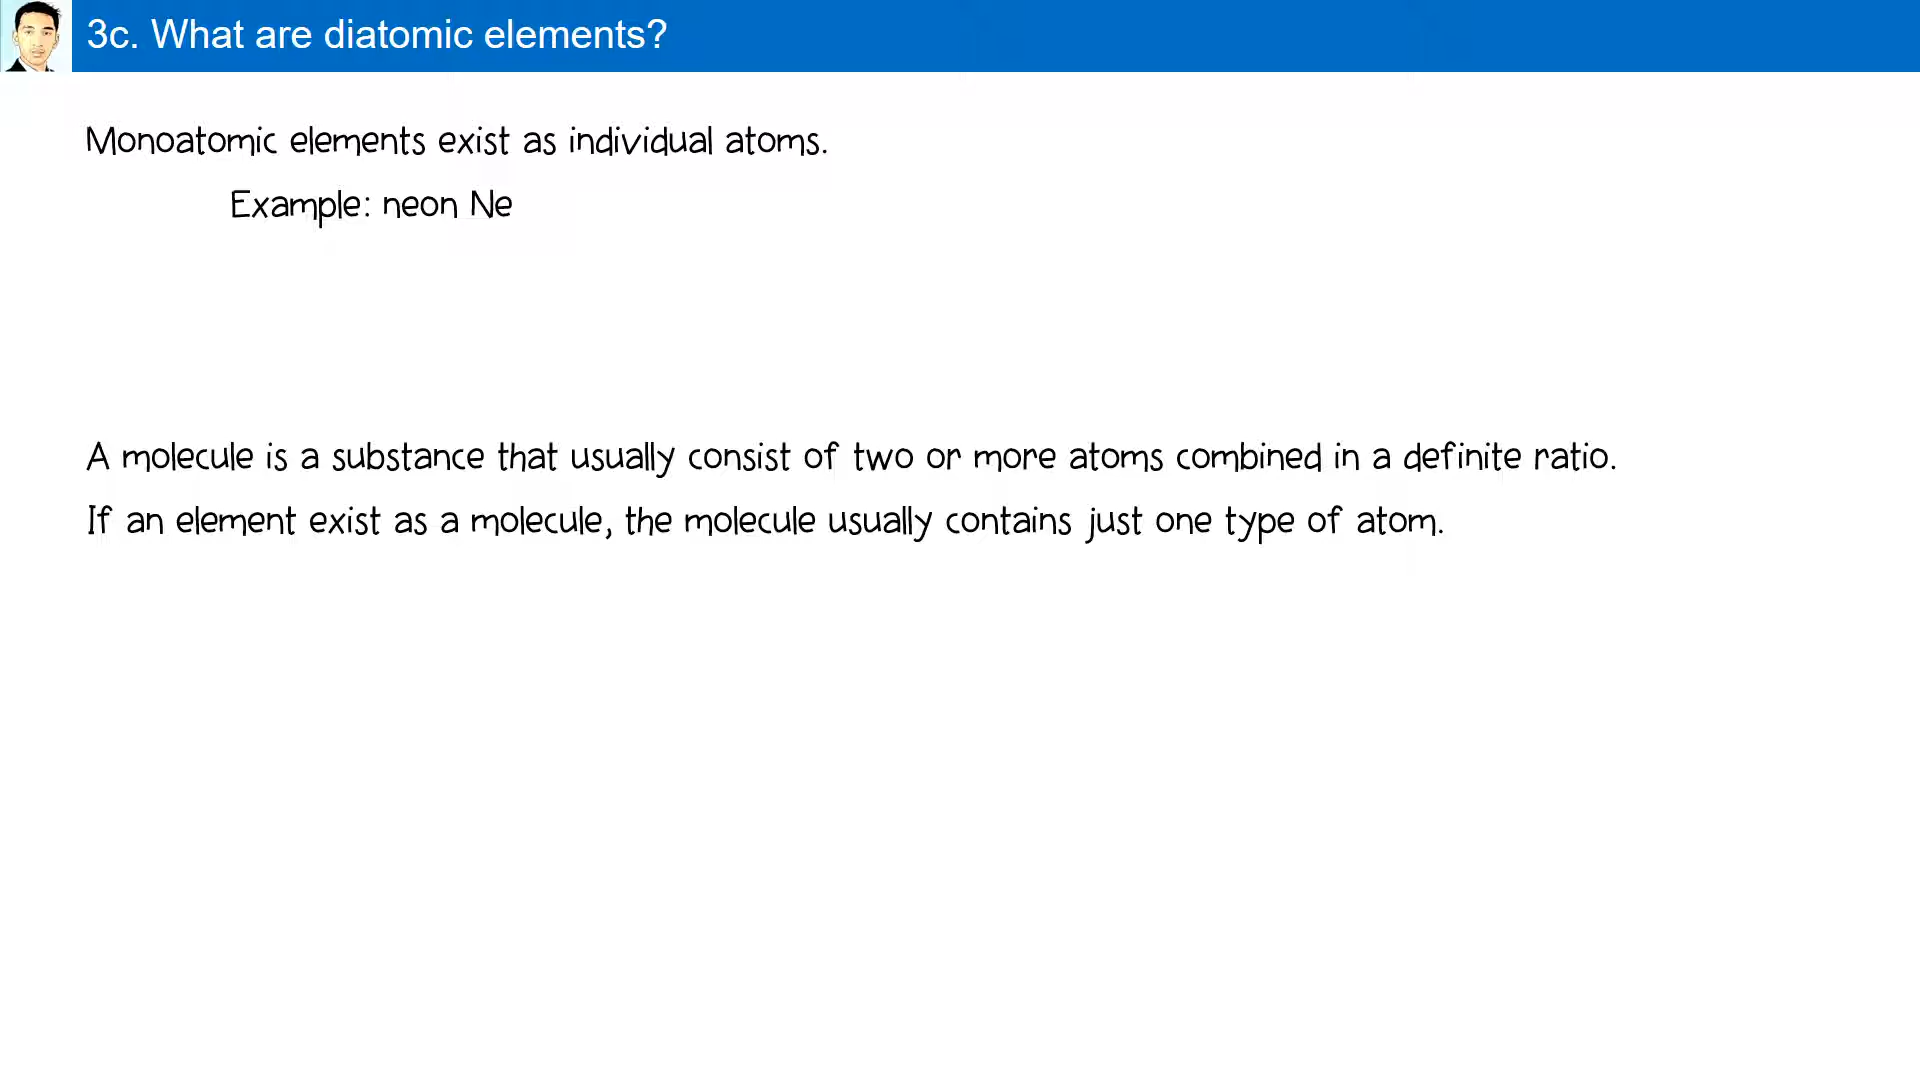 3c. What are diatomic elements?
Monoatomic elements exist as individual atoms.
Example: neon Ne
A molecule is a substance that usually consist of two or more atoms combined in a definite ratio.
If an element exist as a molecule, the molecule usually contains just one type of atom.